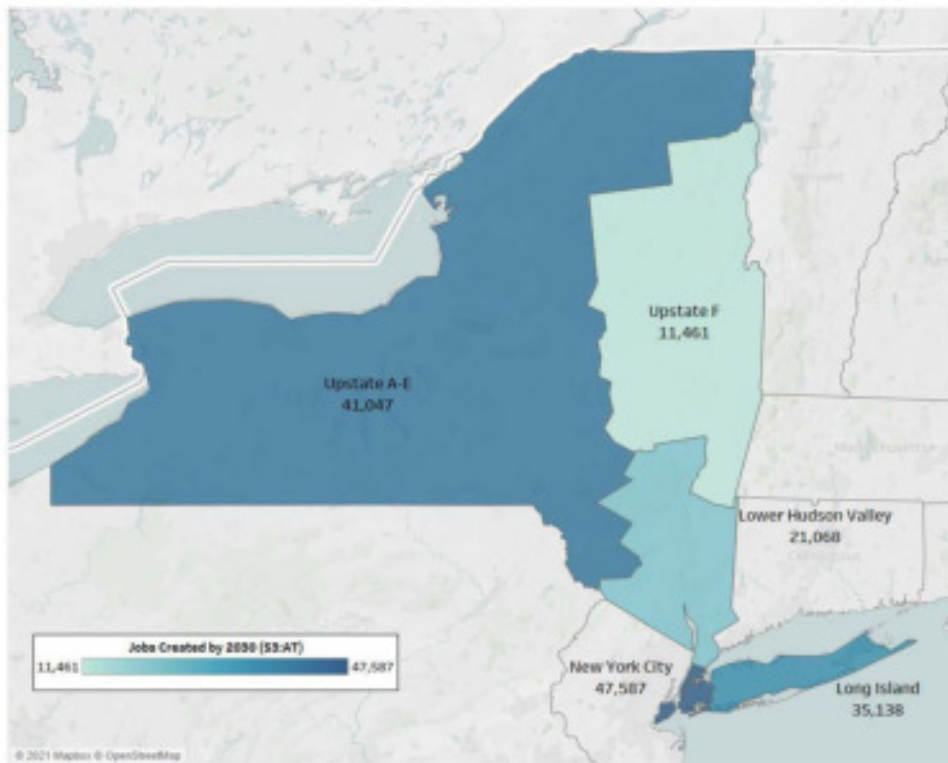 Upstate F
11,461
Upstate A-E
41,047
Lower Hudson Valley
21,068
Jobs Created by 2030 (S3:AT)
11,461
47,587
New York City
47,587
Long Island
35,138
© 2021 Mapbox © OpenStreetMap